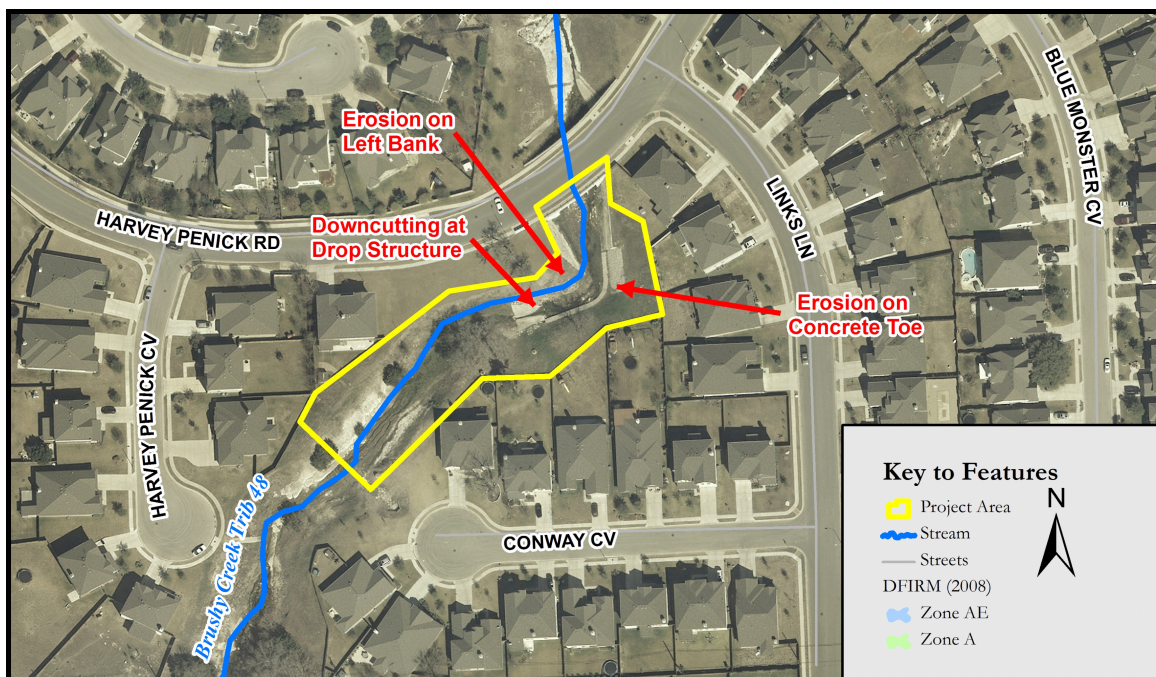 BLUE MONSTER CV
Erosion on
Left Bank
LINKS LN
HARVEY PENICK RD
Downcutting at
Drop Structure
Erosion on
Concrete Toe
HARVEY PENICK CV
Brushy Creek Trib 48
CONWAY CV
Key to Features
N
Project Area
Stream
Streets
DFIRM (2008)
Zone AE
Zone A